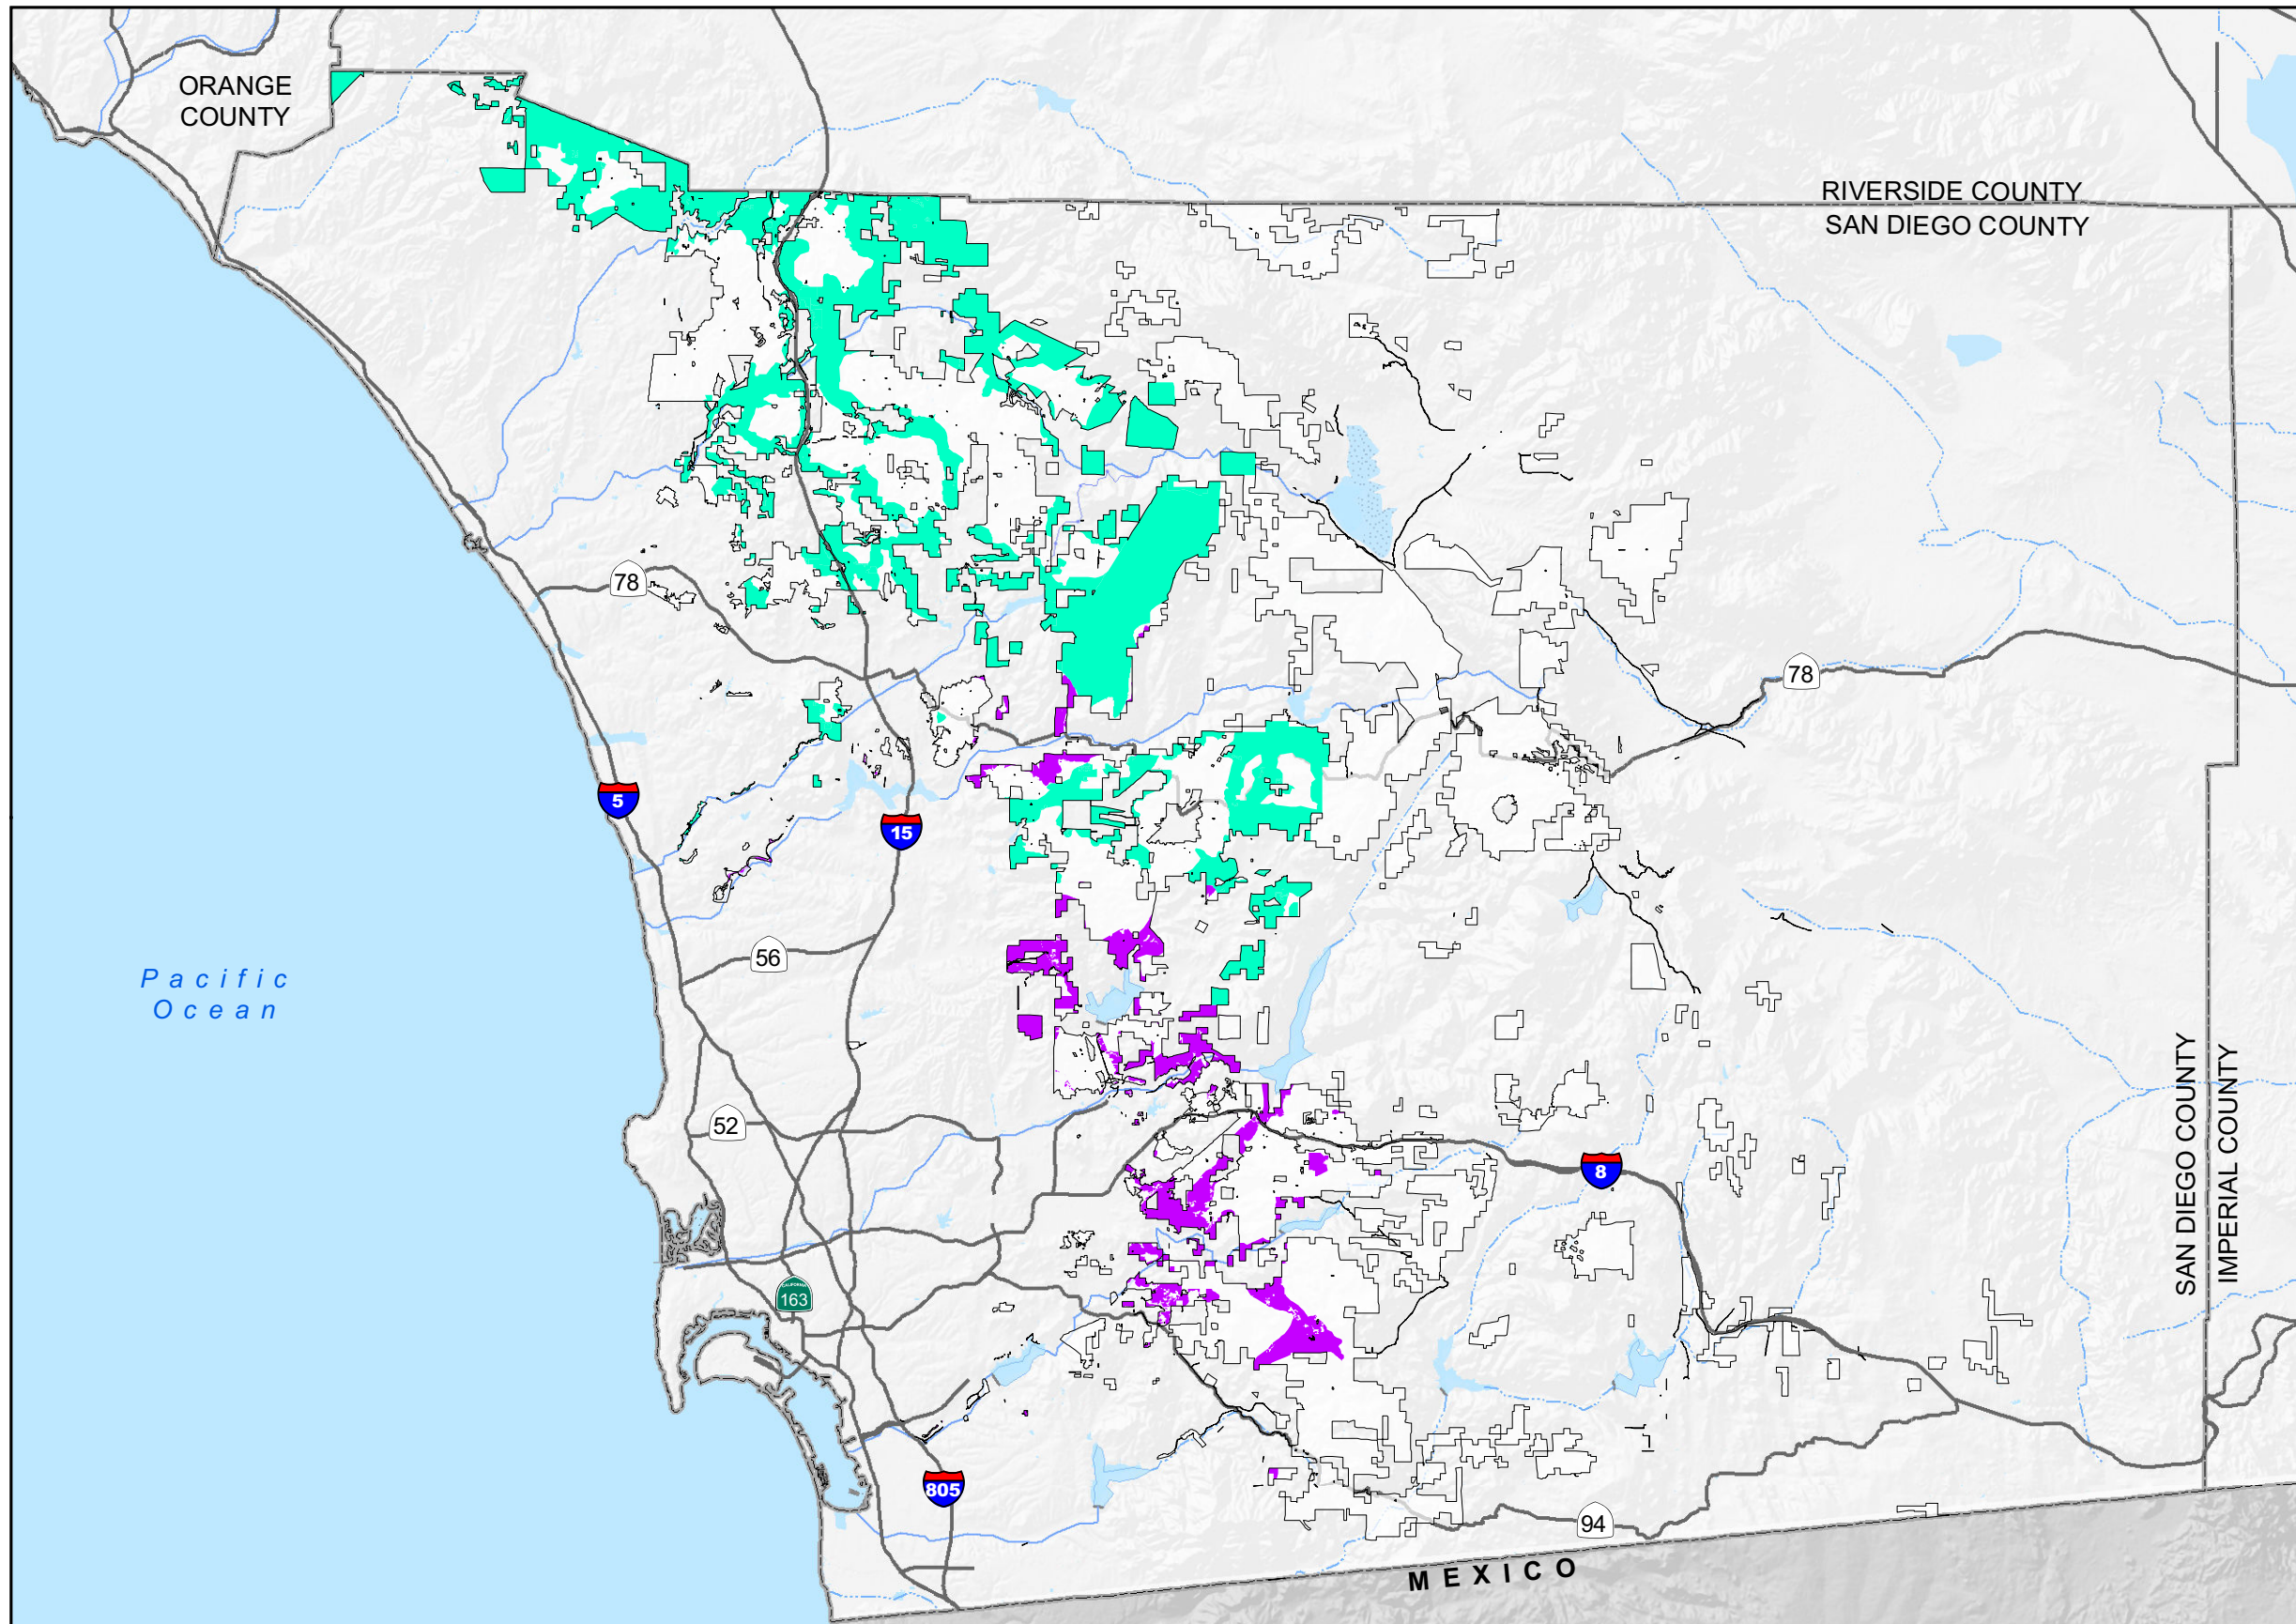 ORANGE
COUNTY
RIVERSIDE COUNTY
SAN DIEGO COUNTY
78
78
5
15
56
Pacific
Ocean
52
8
SAN DIEGO COUNTY
IMPERIAL COUNTY
CALIFORNIA
163
805
94
MEXICO